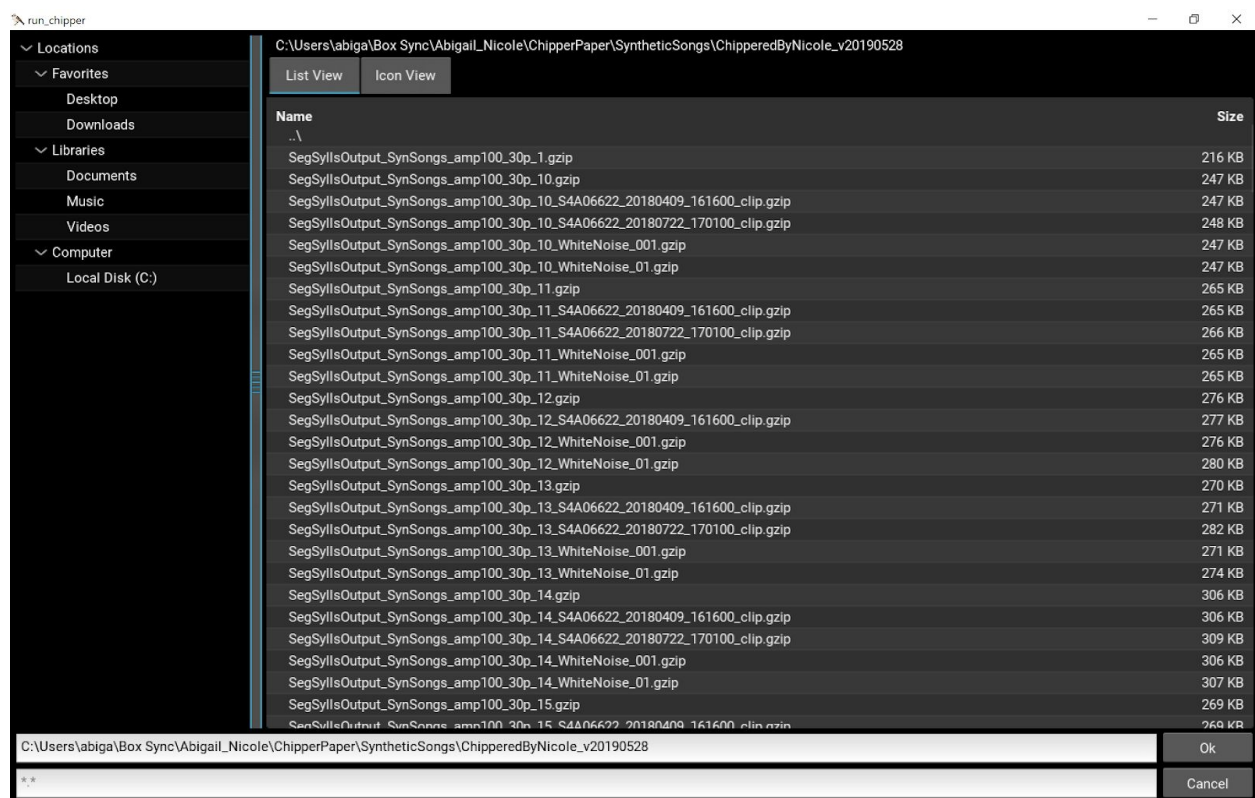 run_chipper
Locations
Favorites
Desktop
Downloads
Libraries
Documents
Music
Videos
Computer
Local Disk (C:)
C:\Users\abiga\Box Sync\Abigail_Nicole\ChipperPaper\SyntheticSongs\ChipperedByNicole_v20190528
List View Icon View
Name Size
..\
SegSyllsOutput_SynSongs_amp100_30p_1.gzip 216 KB
SegSyllsOutput_SynSongs_amp100_30p_10.gzip 247 KB
SegSyllsOutput_SynSongs_amp100_30p_10_S4A06622_20180409_161600_clip.gzip 247 KB
SegSyllsOutput_SynSongs_amp100_30p_10_S4A06622_20180722_170100_clip.gzip 248 KB
SegSyllsOutput_SynSongs_amp100_30p_10_WhiteNoise_001.gzip 247 KB
SegSyllsOutput_SynSongs_amp100_30p_10_WhiteNoise_01.gzip 247 KB
SegSyllsOutput_SynSongs_amp100_30p_11.gzip 265 KB
SegSyllsOutput_SynSongs_amp100_30p_11_S4A06622_20180409_161600_clip.gzip 265 KB
SegSyllsOutput_SynSongs_amp100_30p_11_S4A06622_20180722_170100_clip.gzip 266 KB
SegSyllsOutput_SynSongs_amp100_30p_11_WhiteNoise_001.gzip 265 KB
SegSyllsOutput_SynSongs_amp100_30p_11_WhiteNoise_01.gzip 265 KB
SegSyllsOutput_SynSongs_amp100_30p_12.gzip 276 KB
SegSyllsOutput_SynSongs_amp100_30p_12_S4A06622_20180409_161600_clip.gzip 277 KB
SegSyllsOutput_SynSongs_amp100_30p_12_WhiteNoise_001.gzip 276 KB
SegSyllsOutput_SynSongs_amp100_30p_12_WhiteNoise_01.gzip 280 KB
SegSyllsOutput_SynSongs_amp100_30p_13.gzip 270 KB
SegSyllsOutput_SynSongs_amp100_30p_13_S4A06622_20180409_161600_clip.gzip 271 KB
SegSyllsOutput_SynSongs_amp100_30p_13_S4A06622_20180722_170100_clip.gzip 282 KB
SegSyllsOutput_SynSongs_amp100_30p_13_WhiteNoise_001.gzip 271 KB
SegSyllsOutput_SynSongs_amp100_30p_13_WhiteNoise_01.gzip 274 KB
SegSyllsOutput_SynSongs_amp100_30p_14.gzip 306 KB
SegSyllsOutput_SynSongs_amp100_30p_14_S4A06622_20180409_161600_clip.gzip 306 KB
SegSyllsOutput_SynSongs_amp100_30p_14_S4A06622_20180722_170100_clip.gzip 309 KB
SegSyllsOutput_SynSongs_amp100_30p_14_WhiteNoise_001.gzip 306 KB
SegSyllsOutput_SynSongs_amp100_30p_14_WhiteNoise_01.gzip 307 KB
SegSyllsOutput_SynSongs_amp100_30p_15.gzip 269 KB
SegSyllsOutput_SynSongs_amp100_30p_15_S4A06622_20180409_161600_clip.gzip 269 KB
C:\Users\abiga\Box Sync\Abigail_Nicole\ChipperPaper\SyntheticSongs\ChipperedByNicole_v20190528 Ok
*.* Cancel